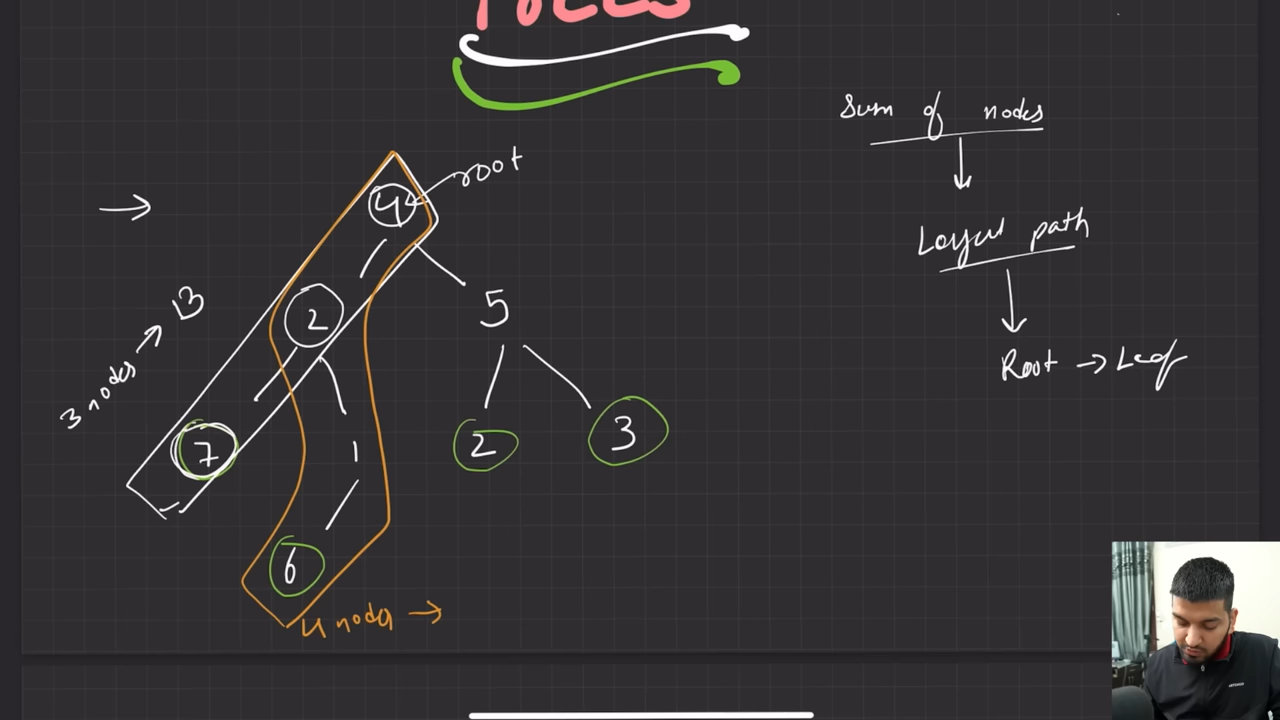 TREES
Sum of nodes
root
4
Longest path
2
5
3 nodes → 13
Root → Leaf
7
1
2
3
6
4 nodes →